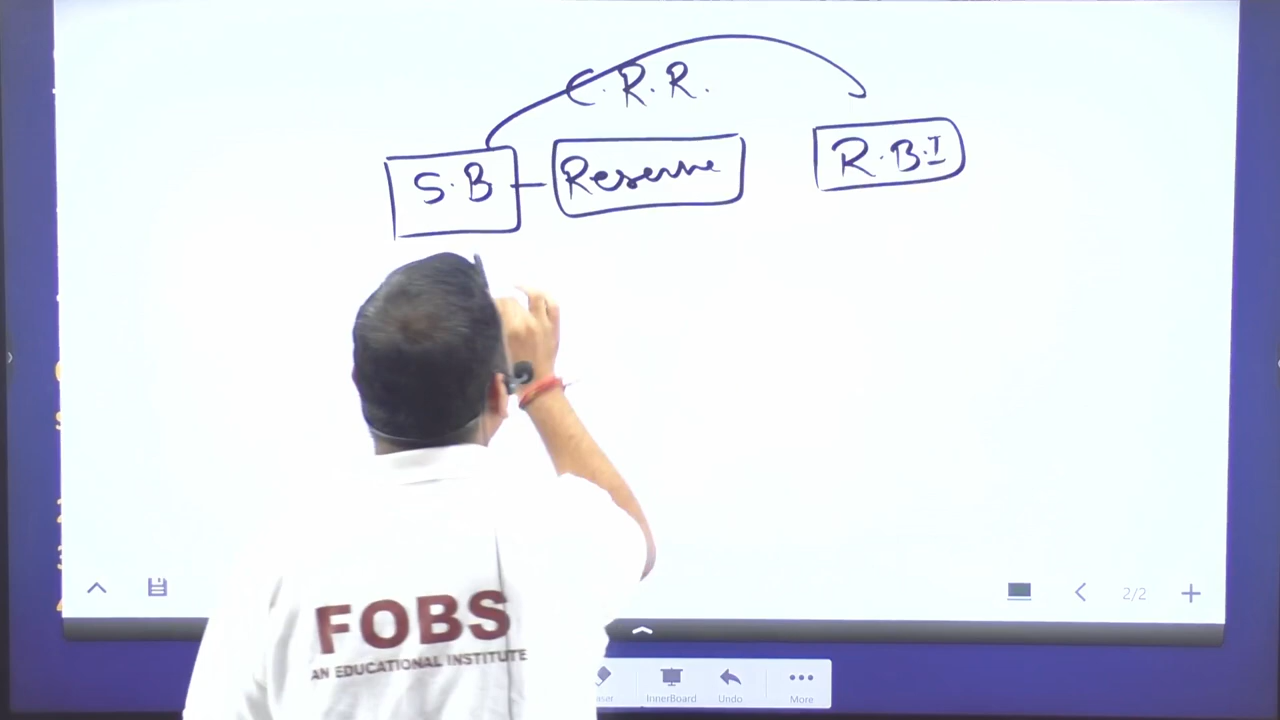 C.R.R.
S.B Reserve R.B.I
2/2
InnerBoard Undo More
FOBS
AN EDUCATIONAL INSTITUTE